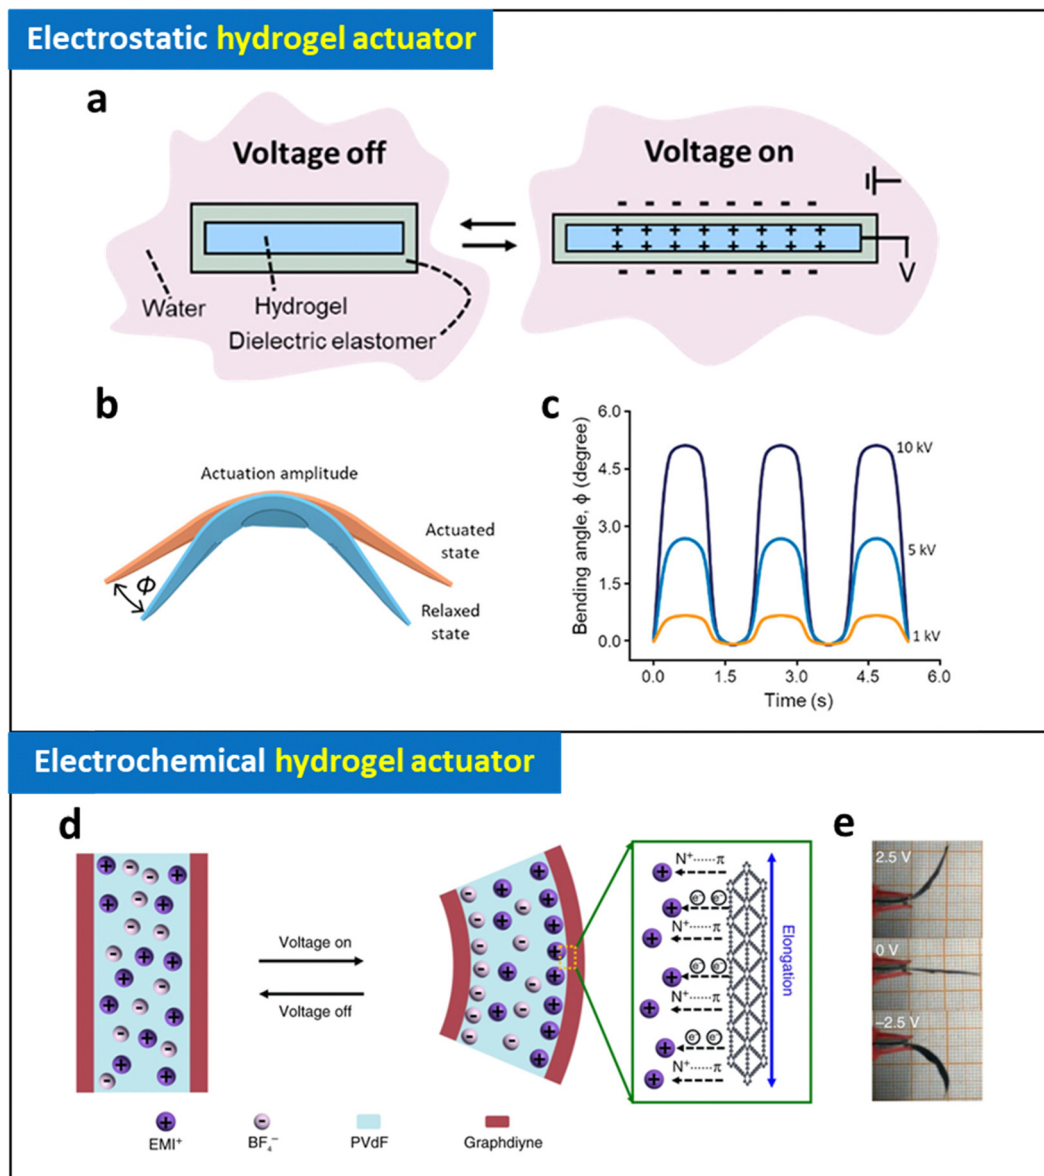 Electrostatic hydrogel actuator
a
Voltage off
Voltage on
- - - - - - - -
+ + + + + + + +
+ + + + + + + +
- - - - - - - -
V
Water
Hydrogel
Dielectric elastomer
b
Actuation amplitude
Actuated
state
ϕ
Relaxed
state
c
Bending angle, ϕ (degree)
6.0
4.5
3.0
1.5
0.0
10 kV
5 kV
1 kV
0.0 1.5 3.0 4.5 6.0
Time (s)
Electrochemical hydrogel actuator
d
Voltage on
Voltage off
N⁺······π
e⁻ e⁻
N⁺······π
e⁻ e⁻
N⁺······π
e⁻ e⁻
N⁺······π
Elongation
EMI⁺
BF₄⁻
PVdF
Graphdiyne
e
2.5 V
0 V
−2.5 V